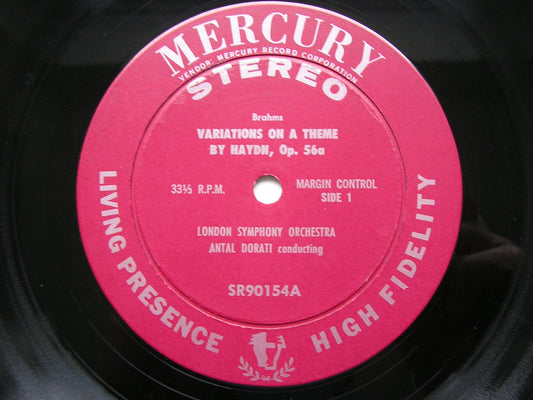 MERCURY
VENDOR: MERCURY RECORD CORPORATION
STEREO
Brahms
VARIATIONS ON A THEME
BY HAYDN, Op. 56a
33⅓ R.P.M.
MARGIN CONTROL
SIDE 1
LONDON SYMPHONY ORCHESTRA
ANTAL DORATI conducting
SR90154A
LIVING PRESENCE
HIGH FIDELITY